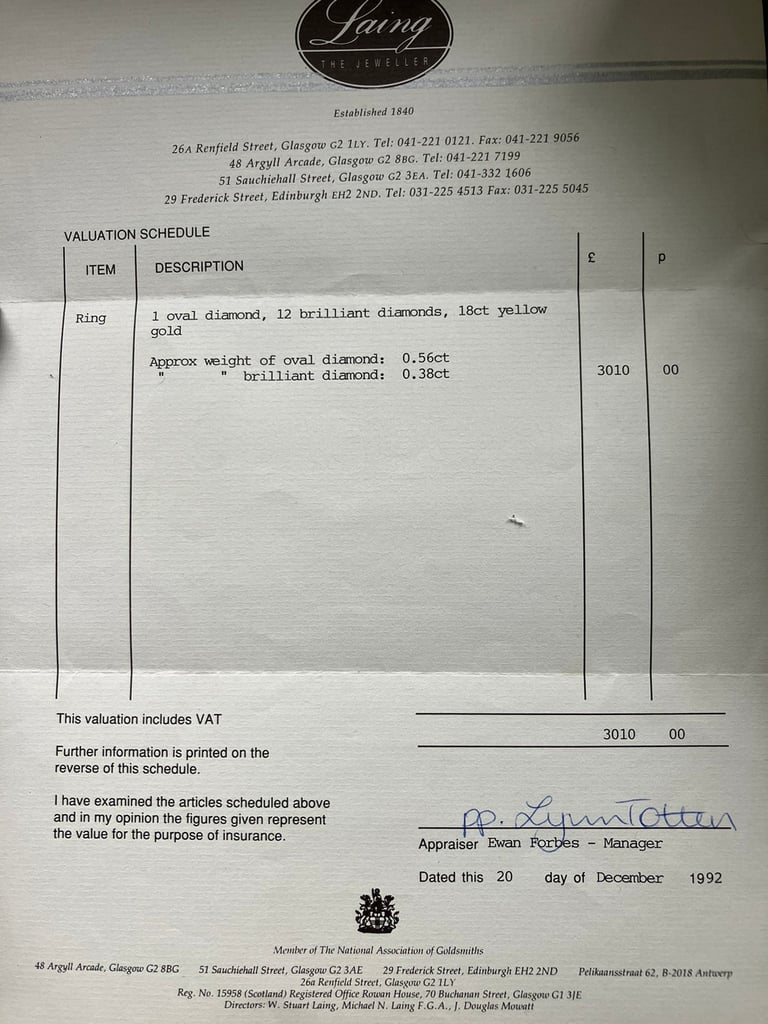 Laing
THE JEWELLER
Established 1840
26A Renfield Street, Glasgow G2 1LY. Tel: 041-221 0121. Fax: 041-221 9056
48 Argyll Arcade, Glasgow G2 8BG. Tel: 041-221 7199
51 Sauchiehall Street, Glasgow G2 3EA. Tel: 041-332 1606
29 Frederick Street, Edinburgh EH2 2ND. Tel: 031-225 4513 Fax: 031-225 5045
VALUATION SCHEDULE
ITEM DESCRIPTION £ p
Ring 1 oval diamond, 12 brilliant diamonds, 18ct yellow
gold
Approx weight of oval diamond: 0.56ct
" " brilliant diamond: 0.38ct 3010 00
This valuation includes VAT
3010 00
Further information is printed on the
reverse of this schedule.
I have examined the articles scheduled above
and in my opinion the figures given represent
the value for the purpose of insurance.
pp. Lynn Totten
Appraiser Ewan Forbes - Manager
Dated this 20 day of December 1992
Member of The National Association of Goldsmiths
48 Argyll Arcade, Glasgow G2 8BG 51 Sauchiehall Street, Glasgow G2 3AE 29 Frederick Street, Edinburgh EH2 2ND Pelikaansstraat 62, B-2018 Antwerp
26a Renfield Street, Glasgow G2 1LY
Reg. No. 15958 (Scotland) Registered Office Rowan House, 70 Buchanan Street, Glasgow G1 3JE
Directors: W. Stuart Laing, Michael N. Laing F.G.A., J. Douglas Mowatt